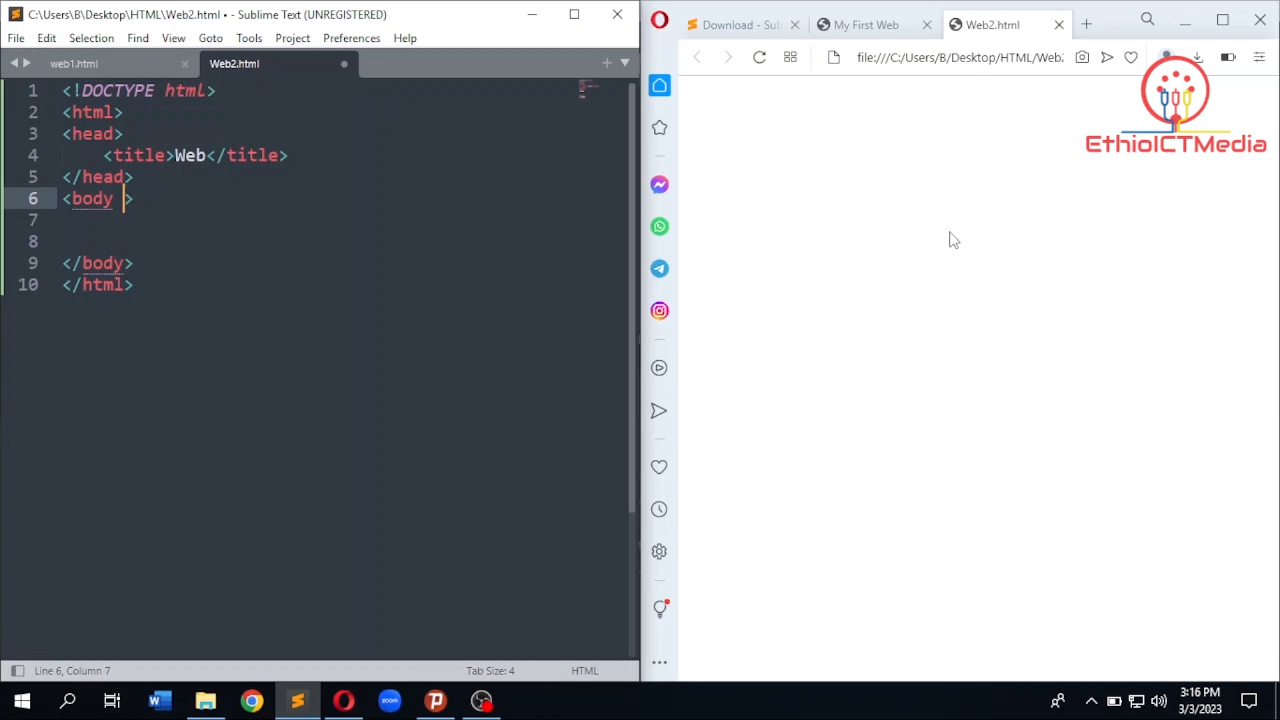 C:\Users\B\Desktop\HTML\Web2.html • - Sublime Text (UNREGISTERED)
File Edit Selection Find View Goto Tools Project Preferences Help
web1.html
Web2.html
1 <!DOCTYPE html>
2 <html>
3 <head>
4 <title>Web</title>
5 </head>
6 <body >
7
8
9 </body>
10 </html>
Line 6, Column 7
Tab Size: 4
HTML
Download - Sub
My First Web
Web2.html
file:///C:/Users/B/Desktop/HTML/Web2
EthioICTMedia
zoom
3:16 PM
3/3/2023